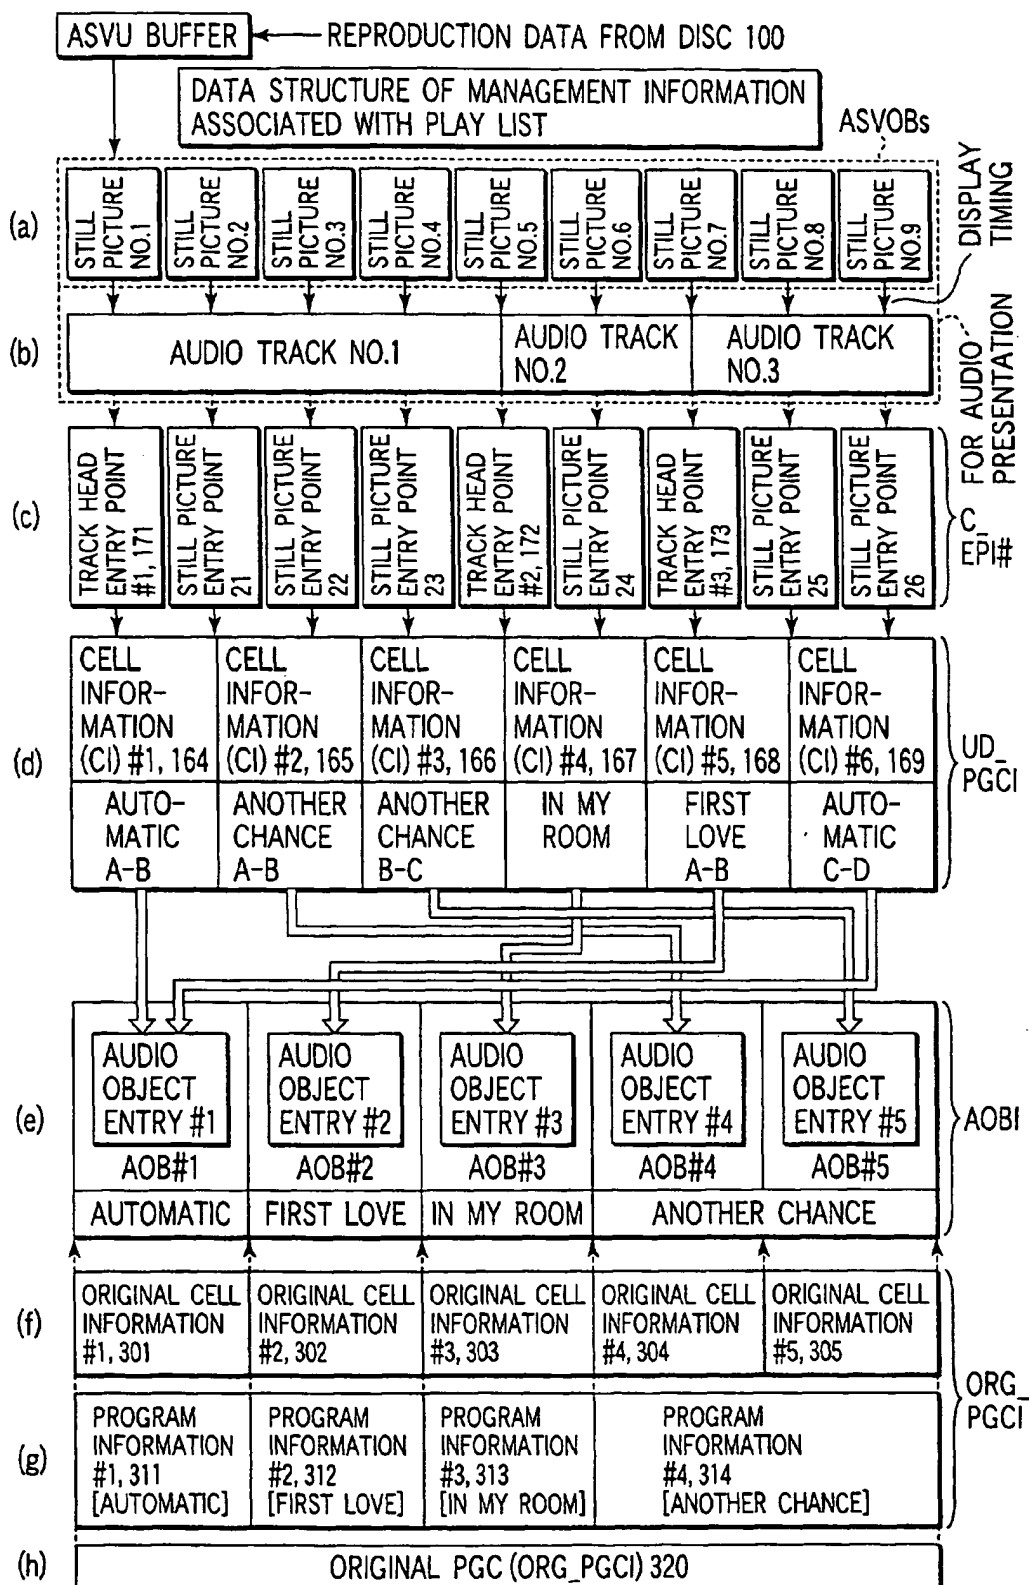 ASVU BUFFER
REPRODUCTION DATA FROM DISC 100
DATA STRUCTURE OF MANAGEMENT INFORMATION
ASSOCIATED WITH PLAY LIST
ASVOBs
DISPLAY
TIMING
(a)
STILL
PICTURE
NO.1
STILL
PICTURE
NO.2
STILL
PICTURE
NO.3
STILL
PICTURE
NO.4
STILL
PICTURE
NO.5
STILL
PICTURE
NO.6
STILL
PICTURE
NO.7
STILL
PICTURE
NO.8
STILL
PICTURE
NO.9
(b)
AUDIO TRACK NO.1
AUDIO TRACK
NO.2
AUDIO TRACK
NO.3
FOR AUDIO
PRESENTATION
(c)
TRACK HEAD
ENTRY POINT
#1, 171
STILL PICTURE
ENTRY POINT
21
STILL PICTURE
ENTRY POINT
22
STILL PICTURE
ENTRY POINT
23
TRACK HEAD
ENTRY POINT
#2, 172
STILL PICTURE
ENTRY POINT
24
TRACK HEAD
ENTRY POINT
#3, 173
STILL PICTURE
ENTRY POINT
25
STILL PICTURE
ENTRY POINT
26
C_
EPI#
(d)
CELL
INFOR-
MATION
(CI) #1, 164
CELL
INFOR-
MATION
(CI) #2, 165
CELL
INFOR-
MATION
(CI) #3, 166
CELL
INFOR-
MATION
(CI) #4, 167
CELL
INFOR-
MATION
(CI) #5, 168
CELL
INFOR-
MATION
(CI) #6, 169
AUTO-
MATIC
A-B
ANOTHER
CHANCE
A-B
ANOTHER
CHANCE
B-C
IN MY
ROOM
FIRST
LOVE
A-B
AUTO-
MATIC
C-D
UD_
PGCI
(e)
AUDIO
OBJECT
ENTRY #1
AUDIO
OBJECT
ENTRY #2
AUDIO
OBJECT
ENTRY #3
AUDIO
OBJECT
ENTRY #4
AUDIO
OBJECT
ENTRY #5
AOB#1
AOB#2
AOB#3
AOB#4
AOB#5
AUTOMATIC
FIRST LOVE
IN MY ROOM
ANOTHER CHANCE
AOBI
(f)
ORIGINAL CELL
INFORMATION
#1, 301
ORIGINAL CELL
INFORMATION
#2, 302
ORIGINAL CELL
INFORMATION
#3, 303
ORIGINAL CELL
INFORMATION
#4, 304
ORIGINAL CELL
INFORMATION
#5, 305
ORG_
PGCI
(g)
PROGRAM
INFORMATION
#1, 311
[AUTOMATIC]
PROGRAM
INFORMATION
#2, 312
[FIRST LOVE]
PROGRAM
INFORMATION
#3, 313
[IN MY ROOM]
PROGRAM
INFORMATION
#4, 314
[ANOTHER CHANCE]
(h)
ORIGINAL PGC (ORG_PGCI) 320